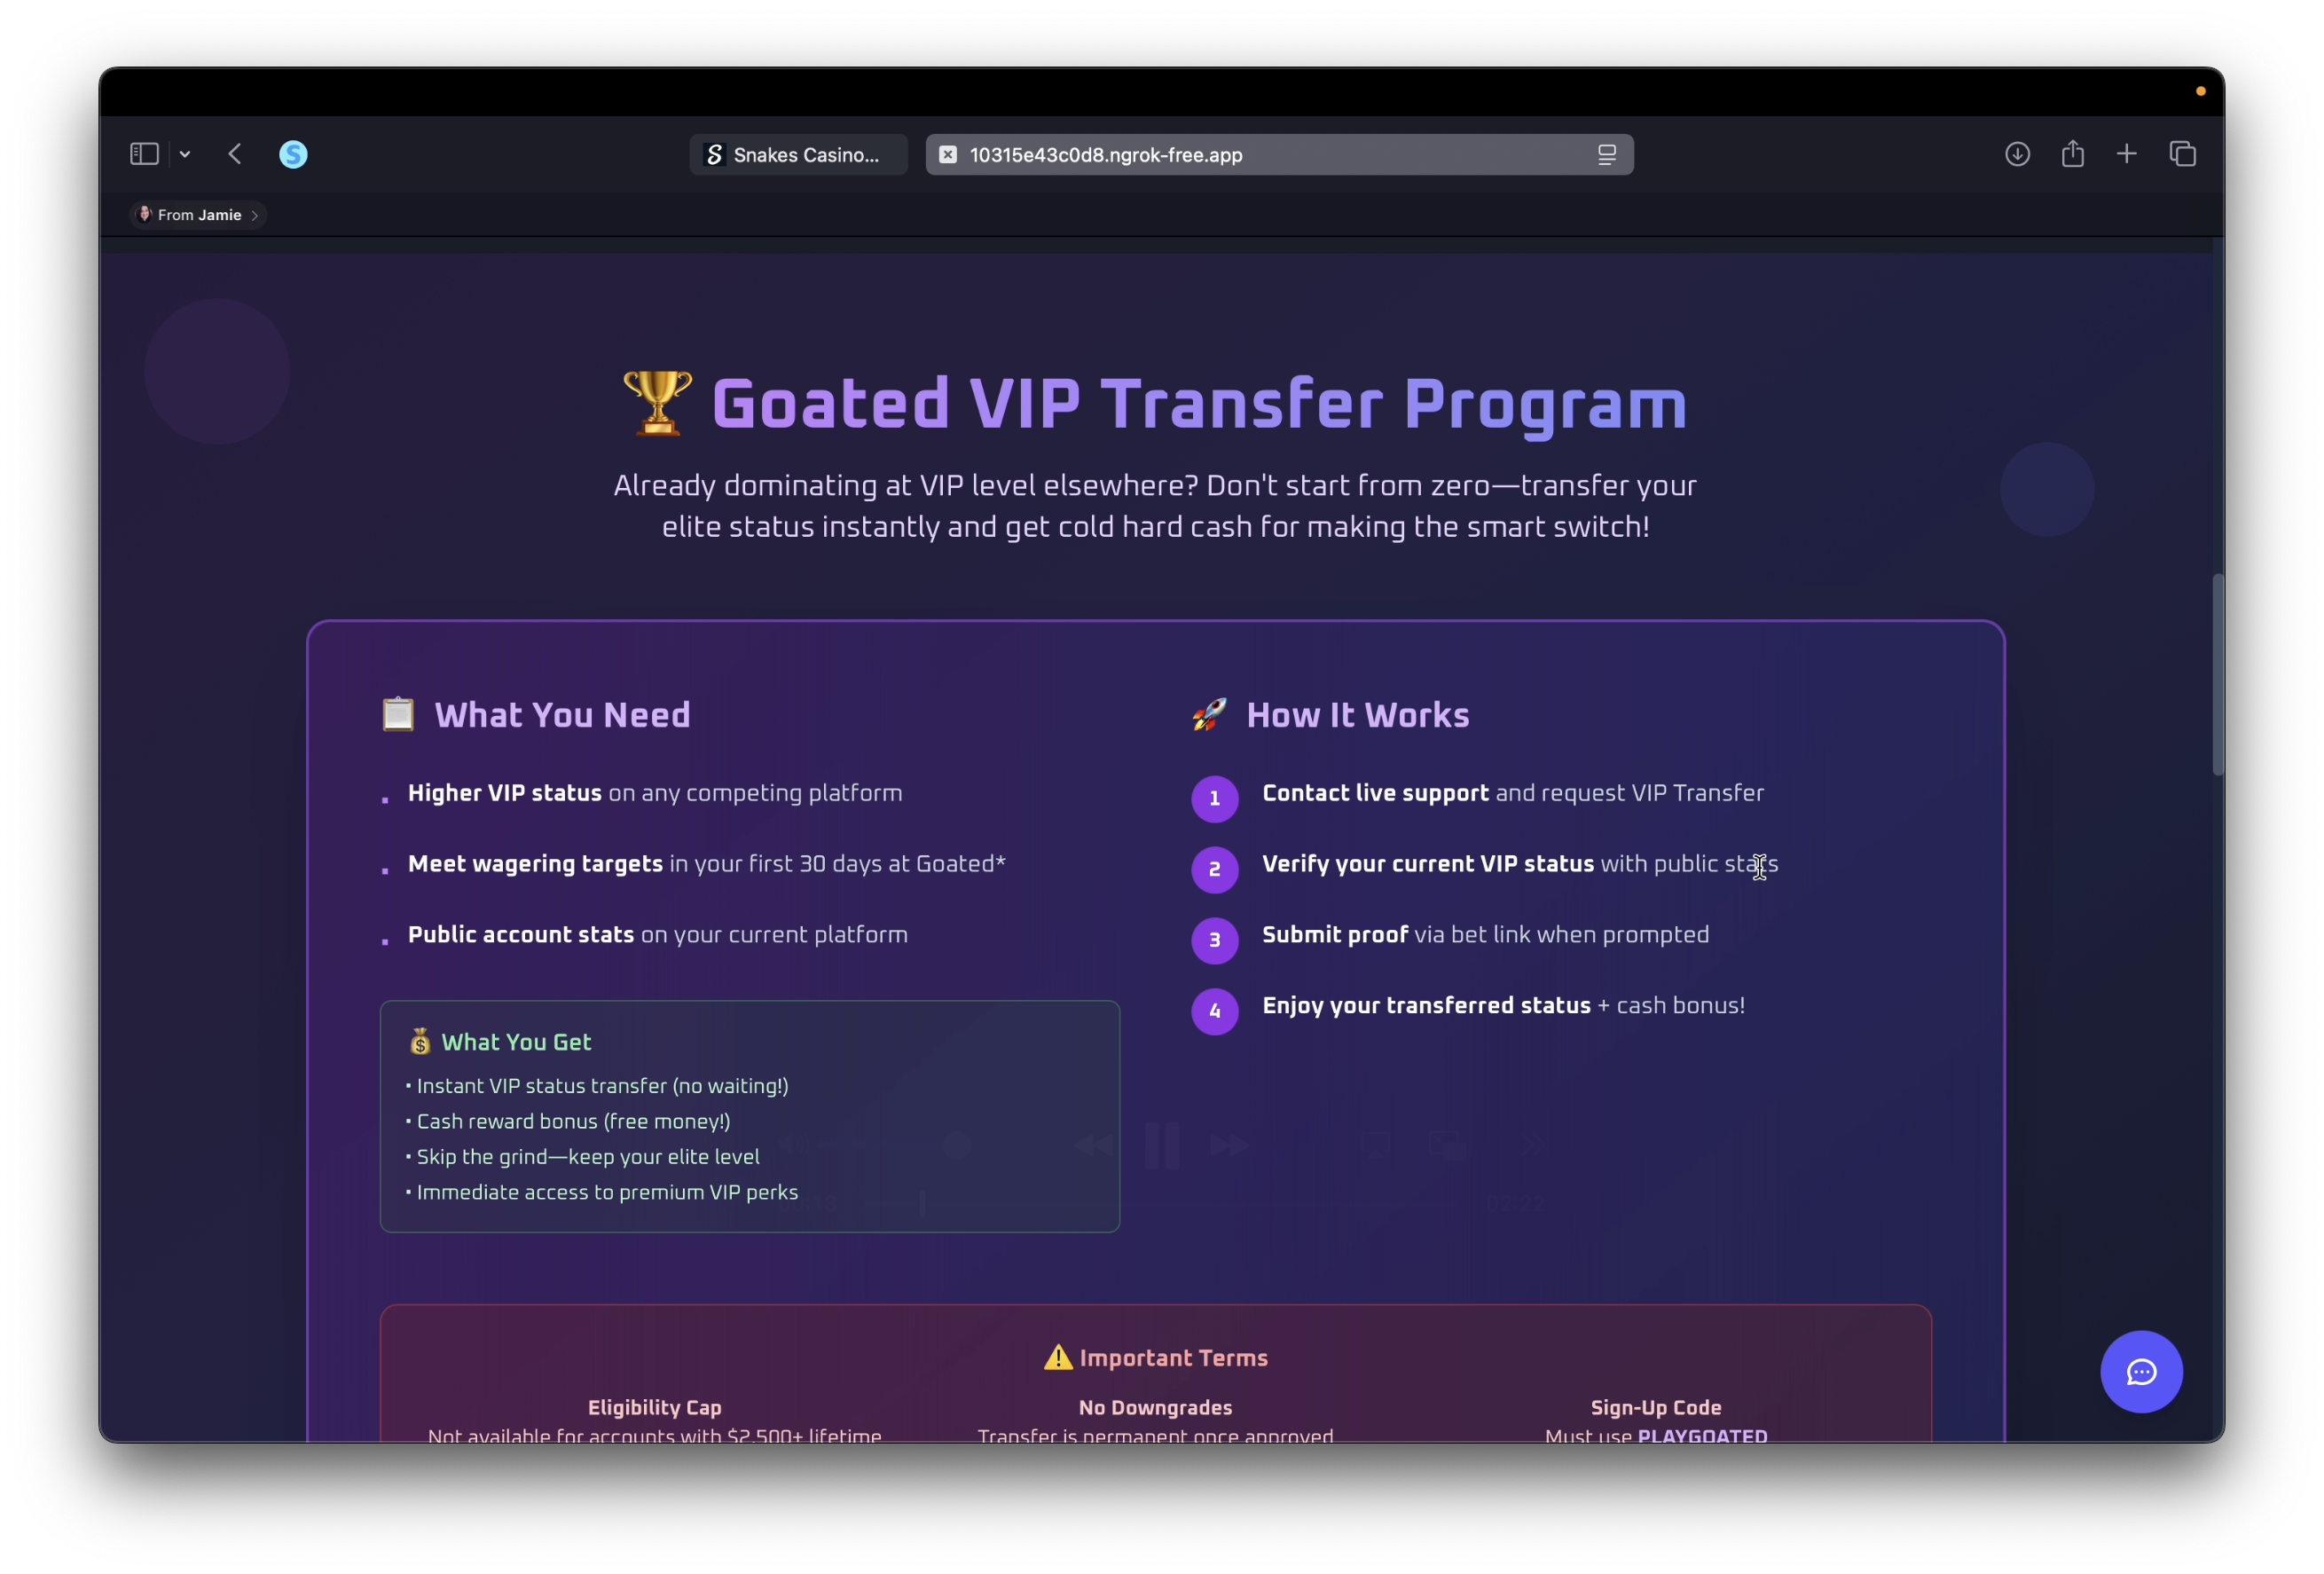 Snakes Casino...
10315e43c0d8.ngrok-free.app
From Jamie
🏆 Goated VIP Transfer Program
Already dominating at VIP level elsewhere? Don't start from zero—transfer your
elite status instantly and get cold hard cash for making the smart switch!
📋 What You Need
Higher VIP status on any competing platform
Meet wagering targets in your first 30 days at Goated*
Public account stats on your current platform
💰 What You Get
• Instant VIP status transfer (no waiting!)
• Cash reward bonus (free money!)
• Skip the grind—keep your elite level
• Immediate access to premium VIP perks
🚀 How It Works
1 Contact live support and request VIP Transfer
2 Verify your current VIP status with public stats
3 Submit proof via bet link when prompted
4 Enjoy your transferred status + cash bonus!
⚠️ Important Terms
Eligibility Cap
Not available for accounts with $2,500+ lifetime
No Downgrades
Transfer is permanent once approved
Sign-Up Code
Must use PLAYGOATED